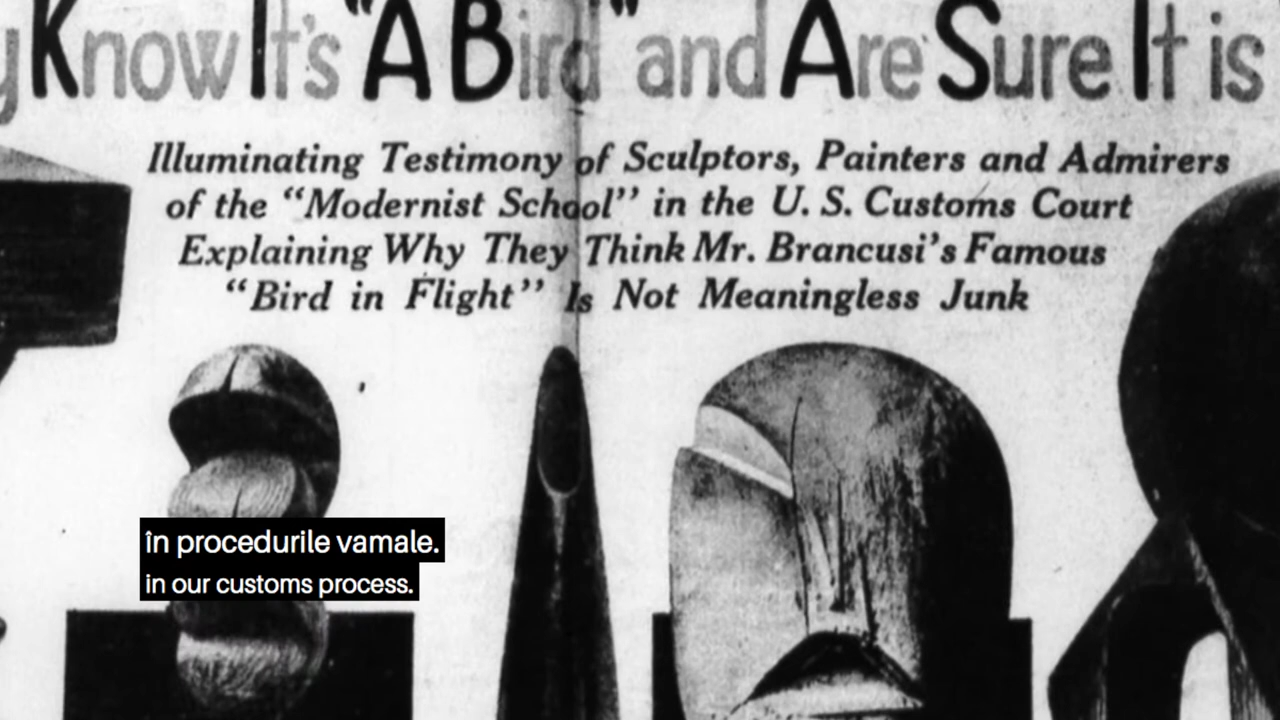 Know It's "A Bird" and Are Sure It is
Illuminating Testimony of Sculptors, Painters and Admirers
of the "Modernist School" in the U. S. Customs Court
Explaining Why They Think Mr. Brancusi's Famous
"Bird in Flight" Is Not Meaningless Junk
în procedurile vamale.
in our customs process.